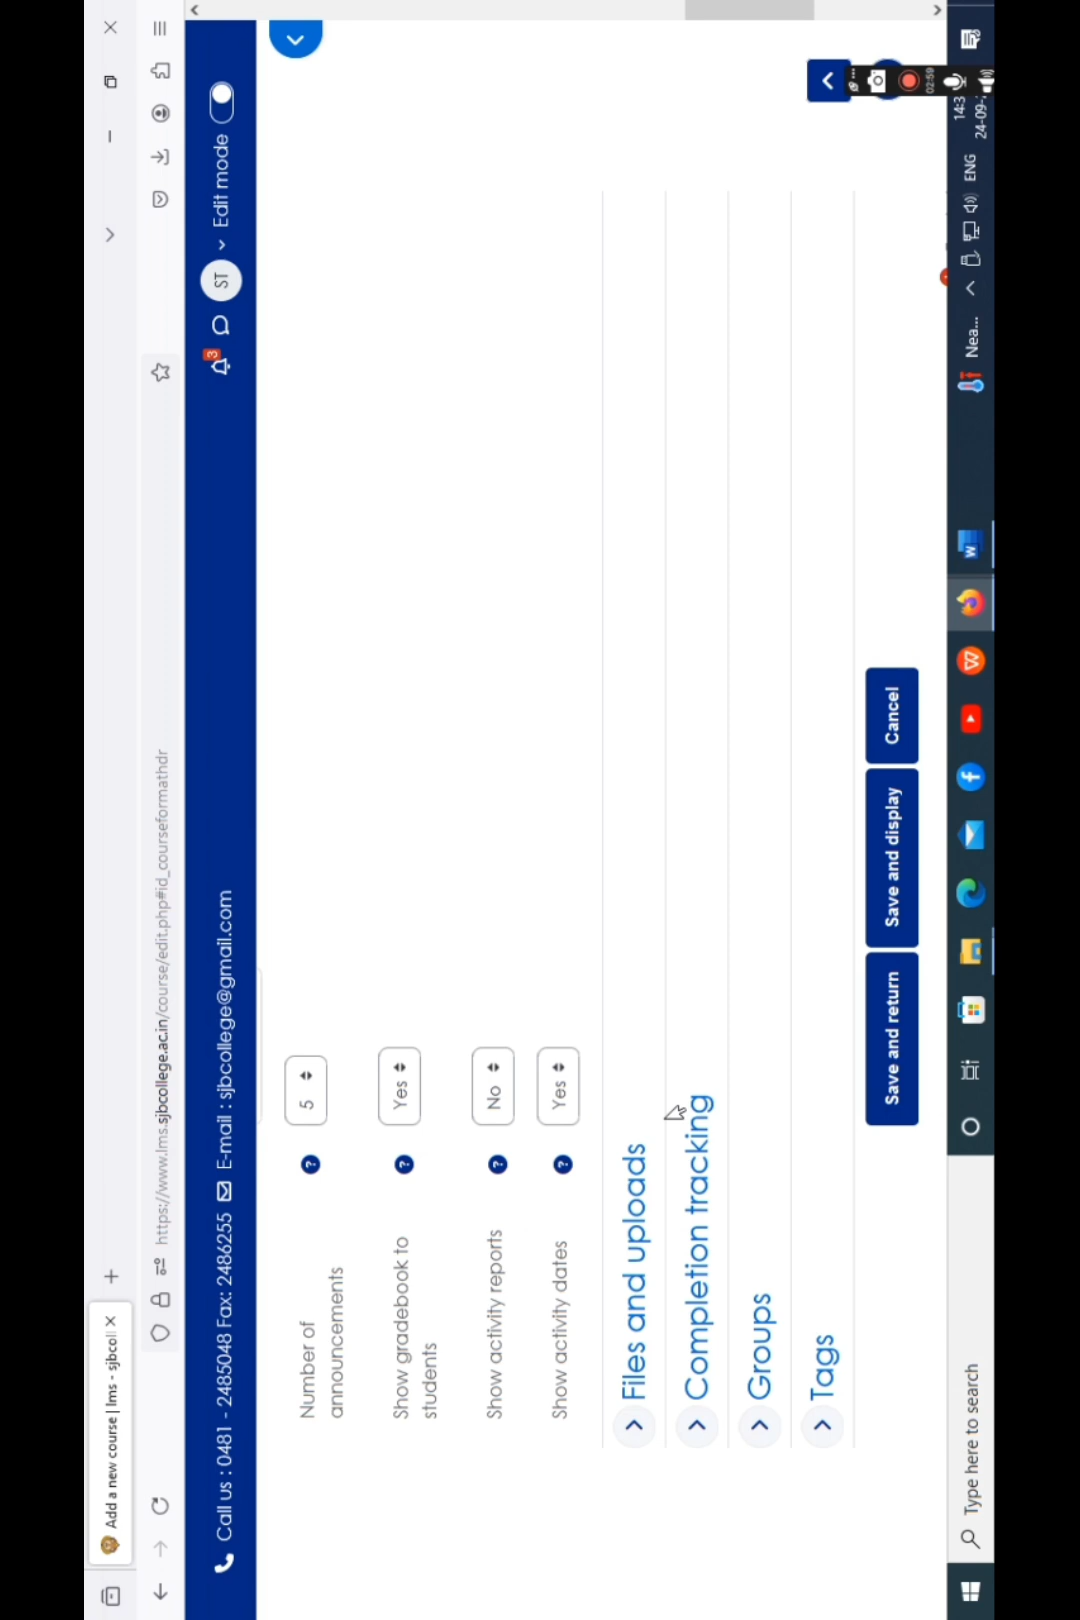 Add a new course | lms - sjbcoll
https://www.lms.sjbcollege.ac.in/course/edit.php#id_courseformathdr
Call us : 0481 - 2485048 Fax: 2486255 E-mail : sjbcollege@gmail.com
3
ST
Edit mode
Number of
announcements
5
Show gradebook to
students
Yes
Show activity reports
No
Show activity dates
Yes
Files and uploads
Completion tracking
Groups
Tags
Save and return
Save and display
Cancel
02:59
Type here to search
Nea...
ENG
14:3
24-09-